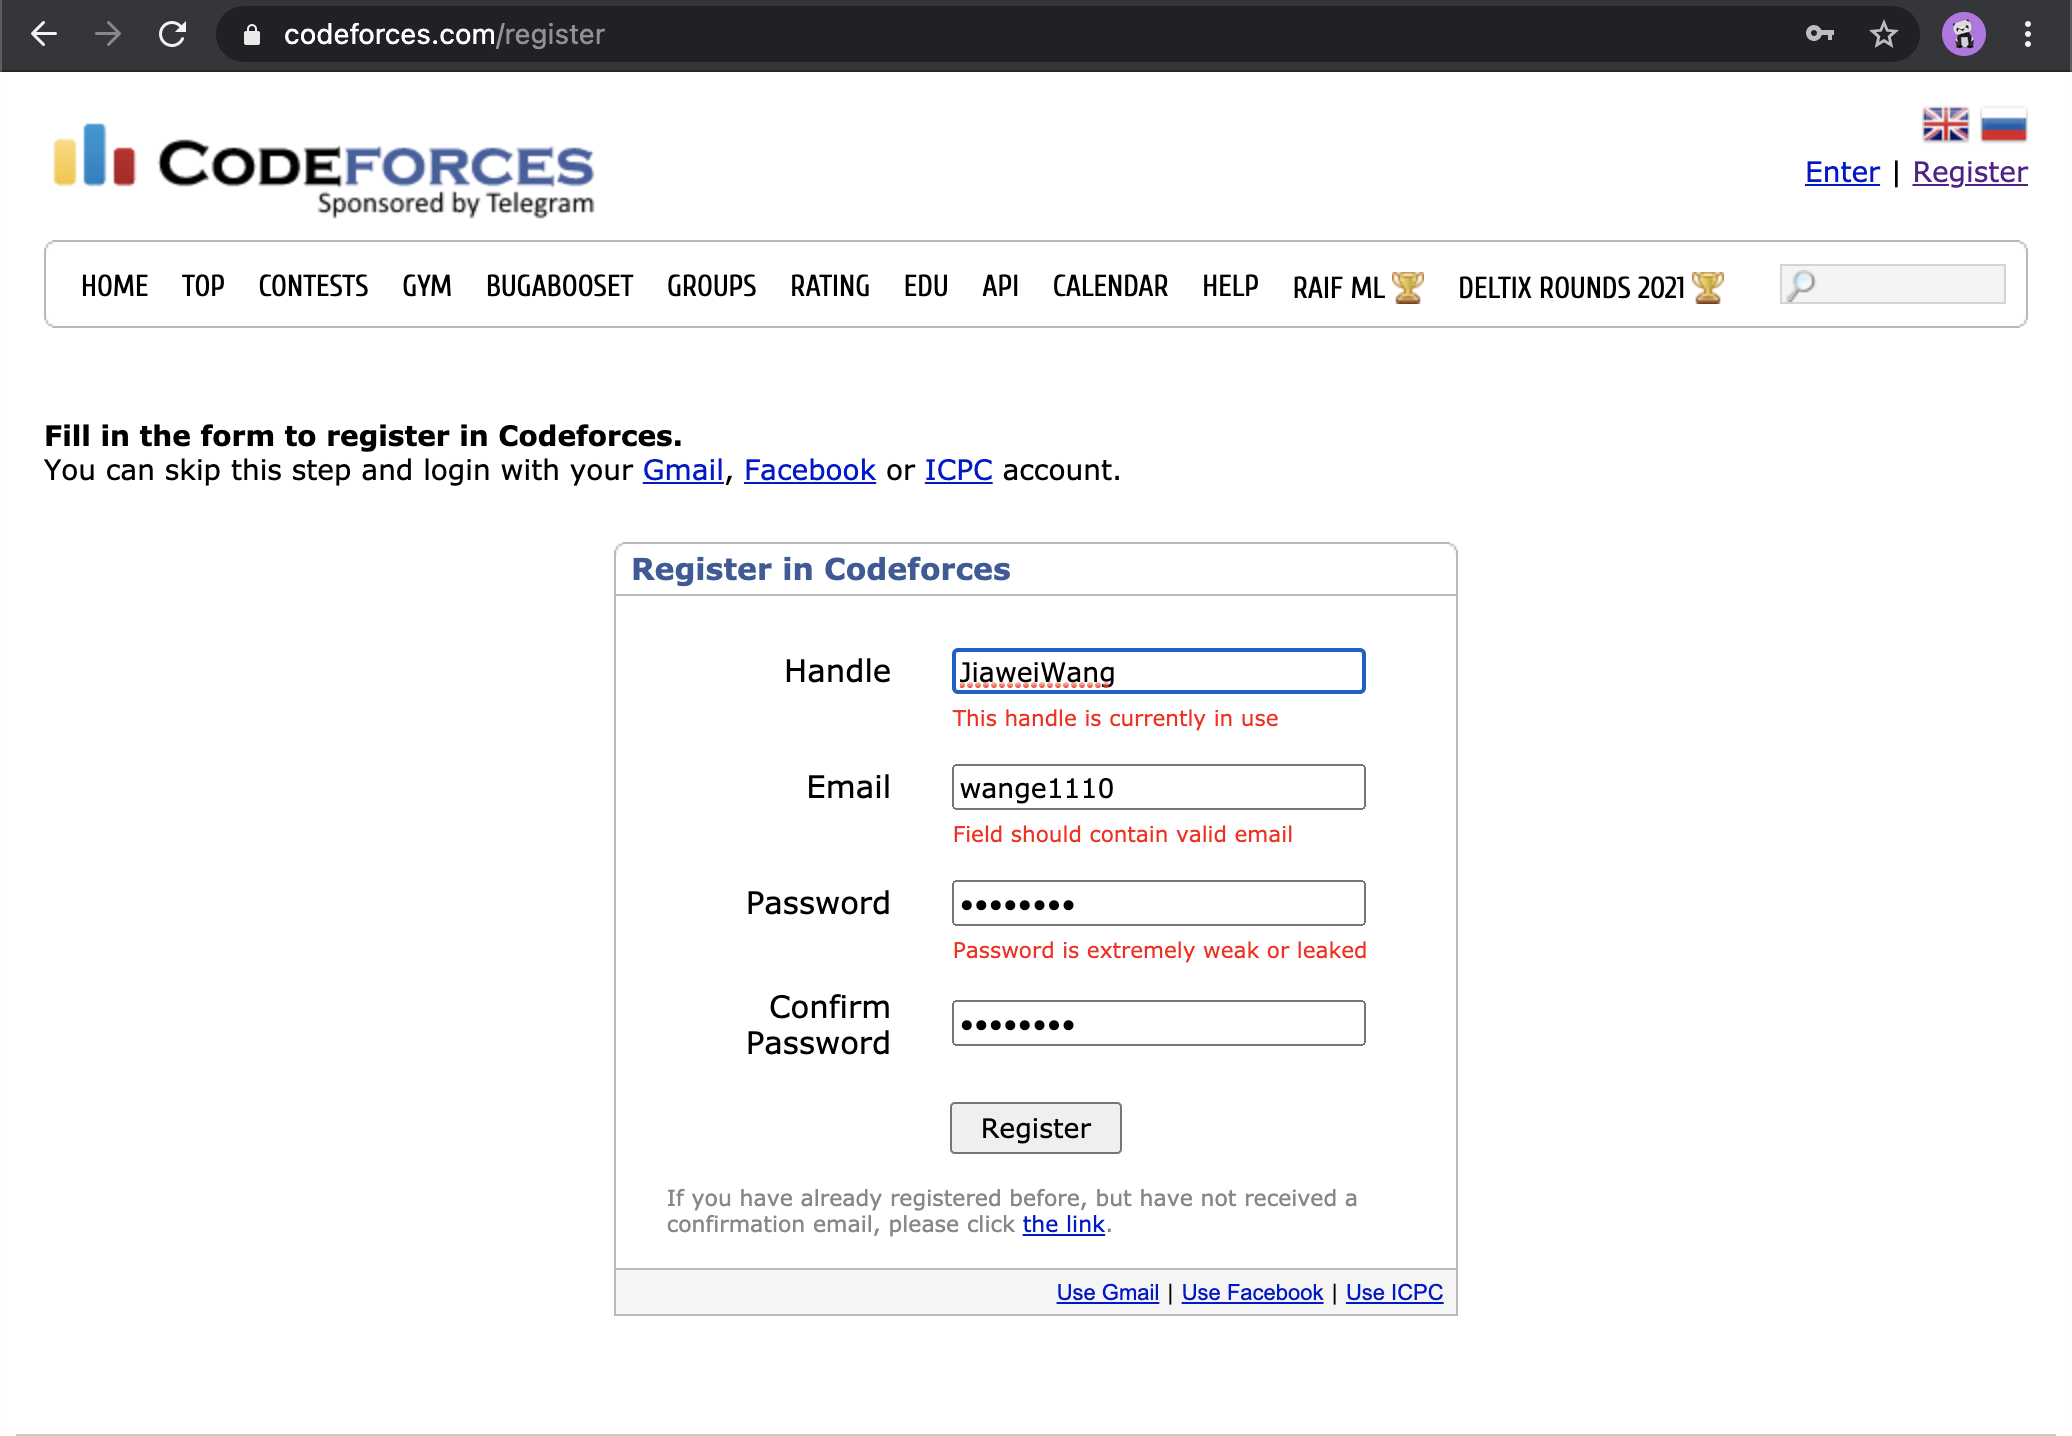 codeforces.com/register
CODEFORCES
Sponsored by Telegram
Enter | Register
HOME TOP CONTESTS GYM BUGABOOSET GROUPS RATING EDU API CALENDAR HELP RAIF ML DELTIX ROUNDS 2021
Fill in the form to register in Codeforces.
You can skip this step and login with your Gmail, Facebook or ICPC account.
Register in Codeforces
Handle JiaweiWang
This handle is currently in use
Email wange1110
Field should contain valid email
Password ••••••••
Password is extremely weak or leaked
Confirm
Password ••••••••
Register
If you have already registered before, but have not received a
confirmation email, please click the link.
Use Gmail | Use Facebook | Use ICPC